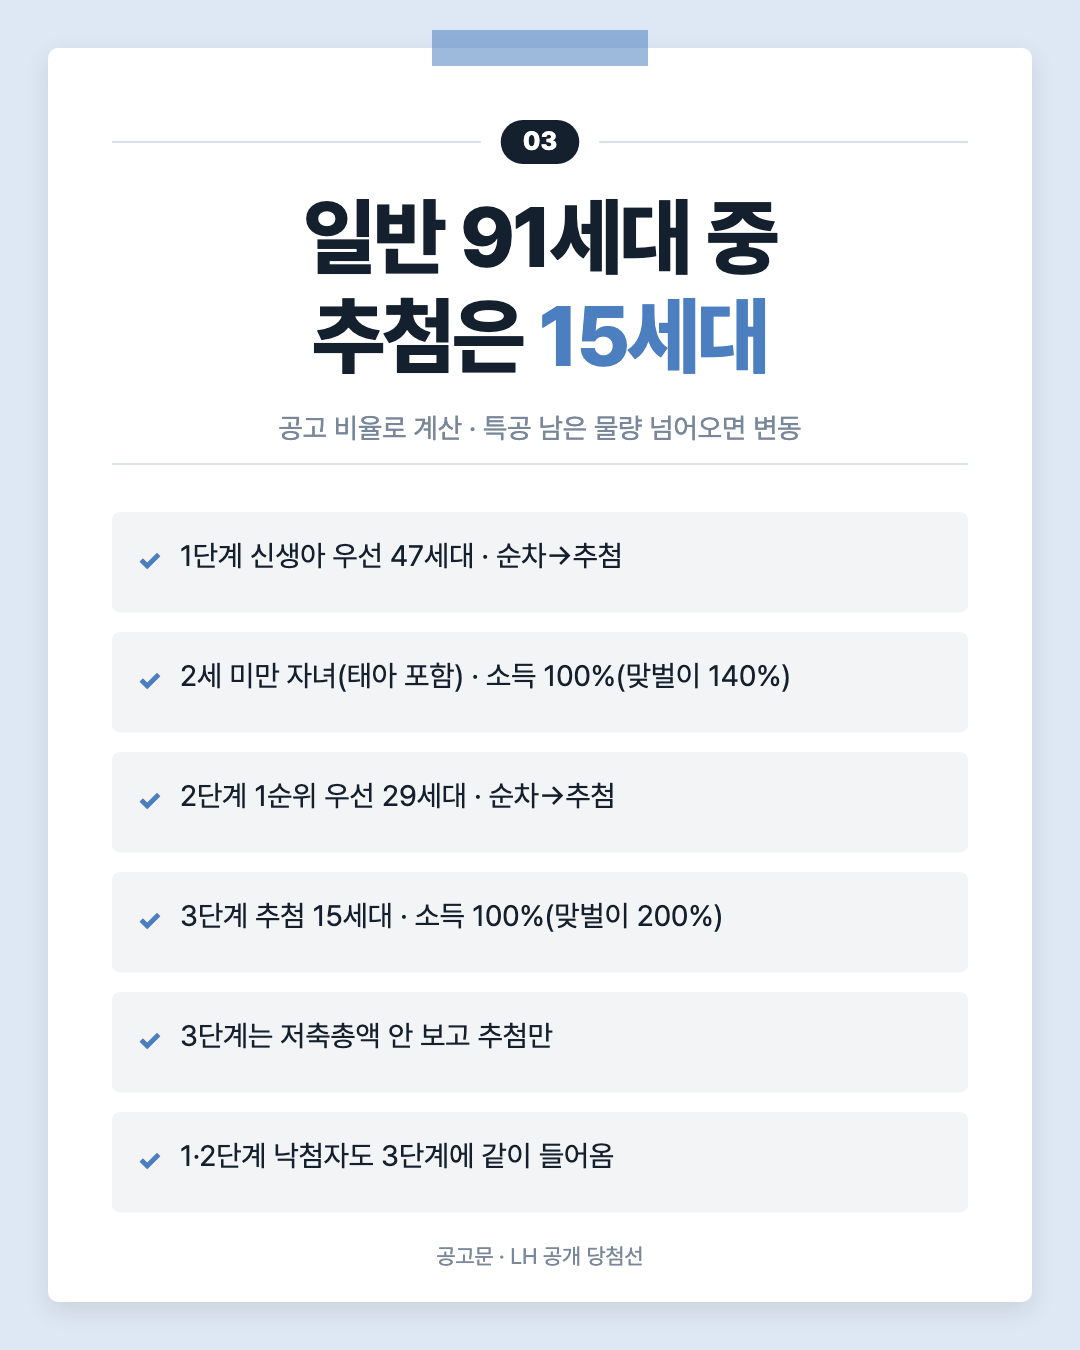 03
일반 91세대 중
추첨은 15세대
공고 비율로 계산 · 특공 남은 물량 넘어오면 변동
1단계 신생아 우선 47세대 · 순차→추첨
2세 미만 자녀(태아 포함) · 소득 100%(맞벌이 140%)
2단계 1순위 우선 29세대 · 순차→추첨
3단계 추첨 15세대 · 소득 100%(맞벌이 200%)
3단계는 저축총액 안 보고 추첨만
1·2단계 낙첨자도 3단계에 같이 들어옴
공고문 · LH 공개 당첨선